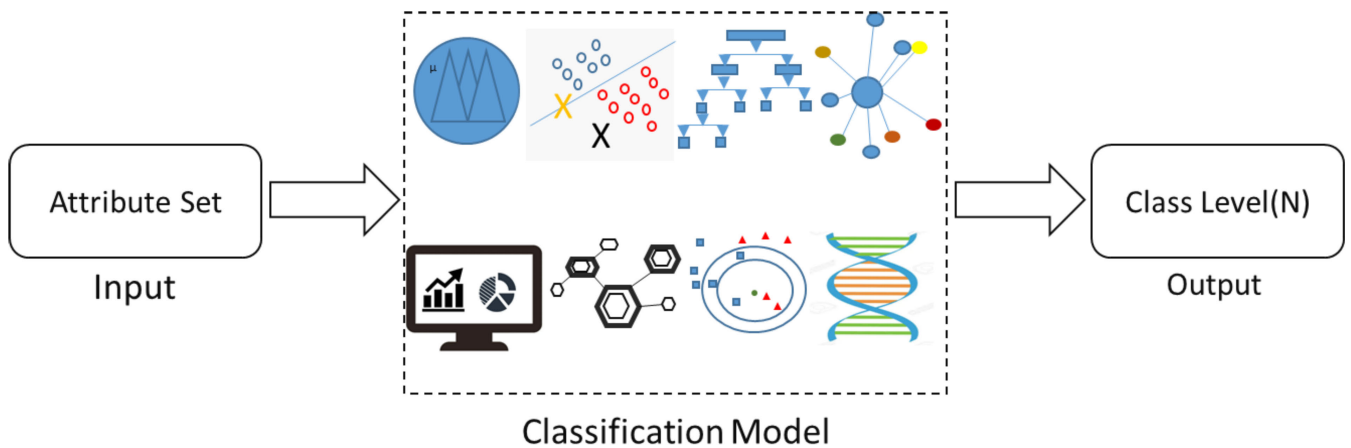 μ
X
X
Attribute Set
Input
Class Level(N)
Output
Classification Model